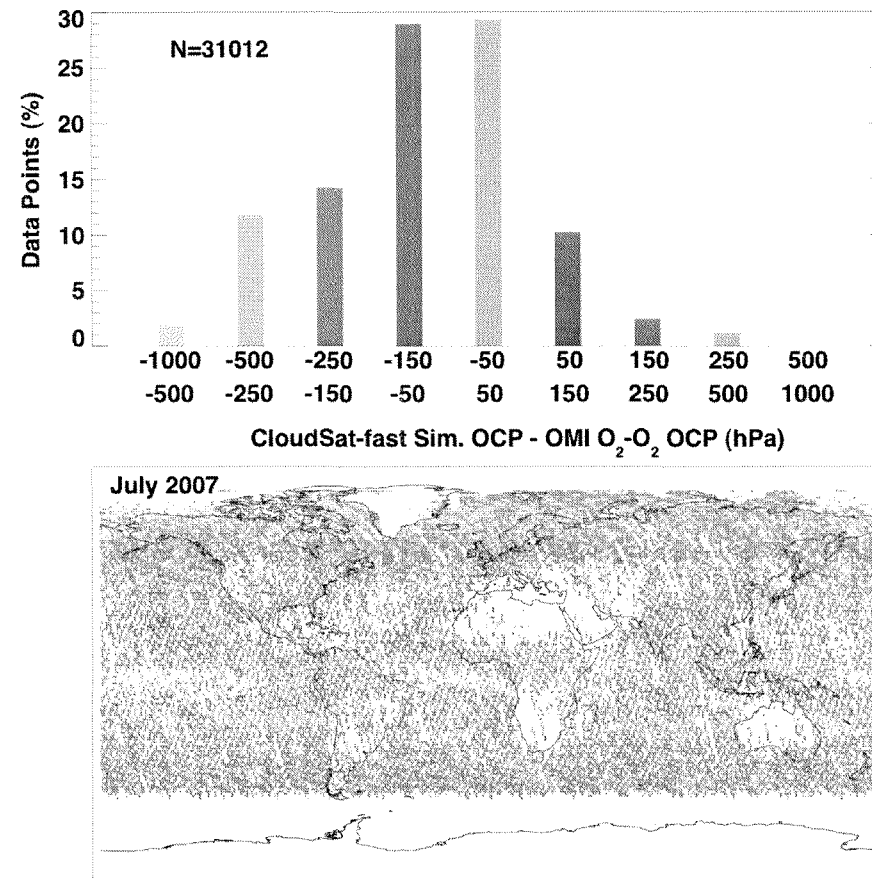 30
N=31012
25
20
15
10
5
0
Data Points (%)
-1000 -500 -250 -150 -50 50 150 250 500
-500 -250 -150 -50 50 150 250 500 1000
CloudSat-fast Sim. OCP - OMI O₂-O₂ OCP (hPa)
July 2007